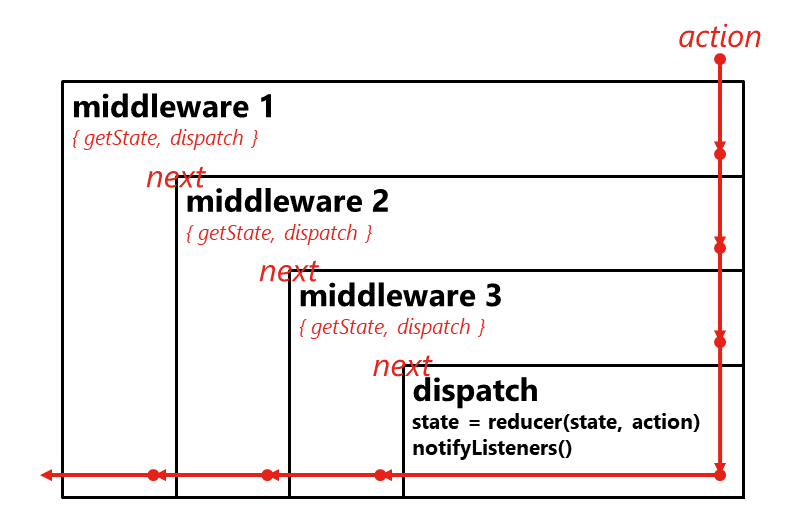 action
middleware 1
{ getState, dispatch }
next
middleware 2
{ getState, dispatch }
next
middleware 3
{ getState, dispatch }
next
dispatch
state = reducer(state, action)
notifyListeners()